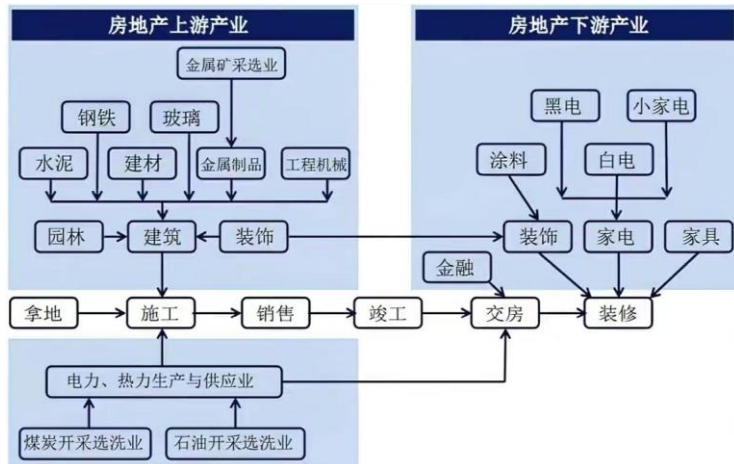 房地产上游产业
房地产下游产业
金属矿采选业
钢铁
玻璃
黑电
小家电
水泥
建材
金属制品
工程机械
涂料
白电
园林
建筑
装饰
装饰
家电
家具
金融
拿地
施工
销售
竣工
交房
装修
电力、热力生产与供应业
煤炭开采选洗业
石油开采选洗业